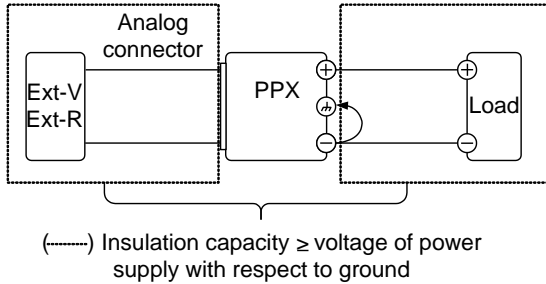 Analog
connector
Ext-V
Ext-R
PPX
Load
(---------) Insulation capacity ≥ voltage of power
supply with respect to ground